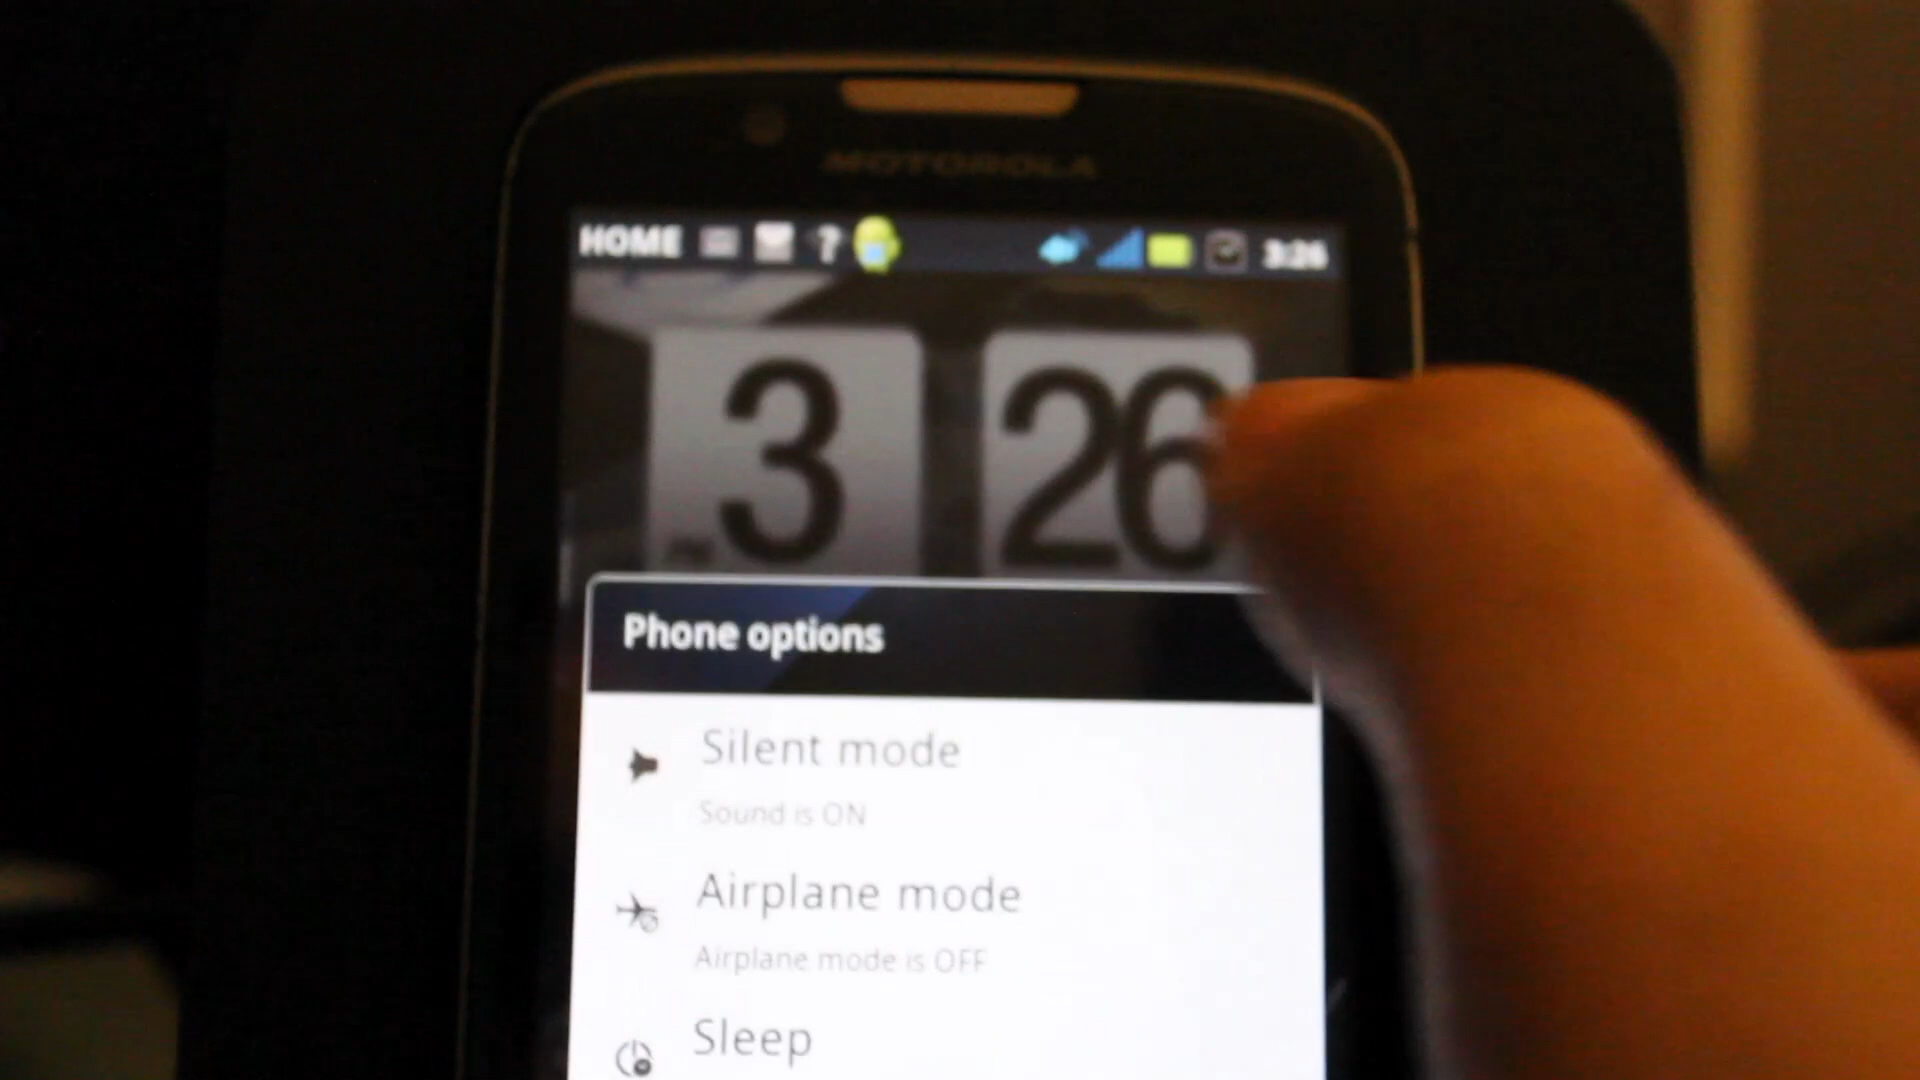 MOTOROLA
HOME ? 3:26
3 26
Phone options
Silent mode
Sound is ON
Airplane mode
Airplane mode is OFF
Sleep